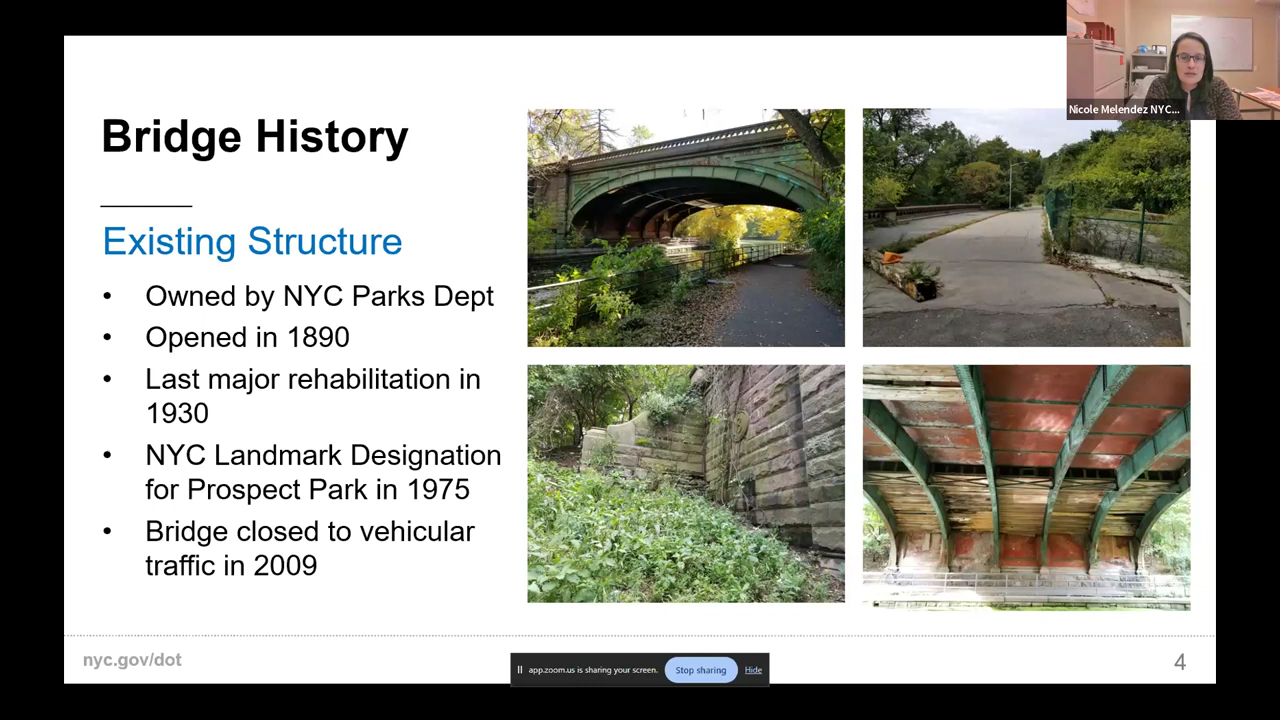 Nicole Melendez NYC...
Bridge History
Existing Structure
• Owned by NYC Parks Dept
• Opened in 1890
• Last major rehabilitation in
1930
• NYC Landmark Designation
for Prospect Park in 1975
• Bridge closed to vehicular
traffic in 2009
nyc.gov/dot
4
app.zoom.us is sharing your screen.
Stop sharing
Hide